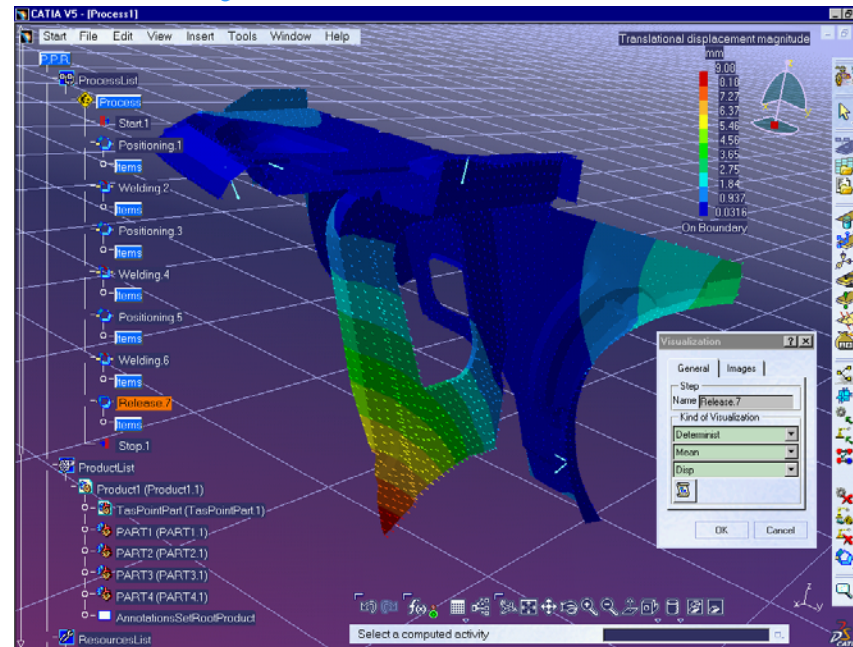 CATIA V5 - [Process1]
Start File Edit View Insert Tools Window Help
Translational displacement magnitude
mm
9.08
8.18
7.27
6.37
5.46
4.56
3.65
2.75
1.84
0.937
0.0316
On Boundary
P.P.R
ProcessList
Process
Start.1
Positioning.1
Items
Welding.2
Items
Positioning.3
Items
Welding.4
Items
Positioning.5
Items
Welding.6
Items
Release.7
Items
Stop.1
ProductList
Product1 (Product1.1)
TasPointPart (TasPointPart.1)
PART1 (PART1.1)
PART2 (PART2.1)
PART3 (PART3.1)
PART4 (PART4.1)
AnnotationsSetRootProduct
ResourcesList
Visualization
General Images
Step
Name Release.7
Kind of Visualization
Determinist
Mean
Disp
OK Cancel
f(x)
z
x y
Select a computed activity